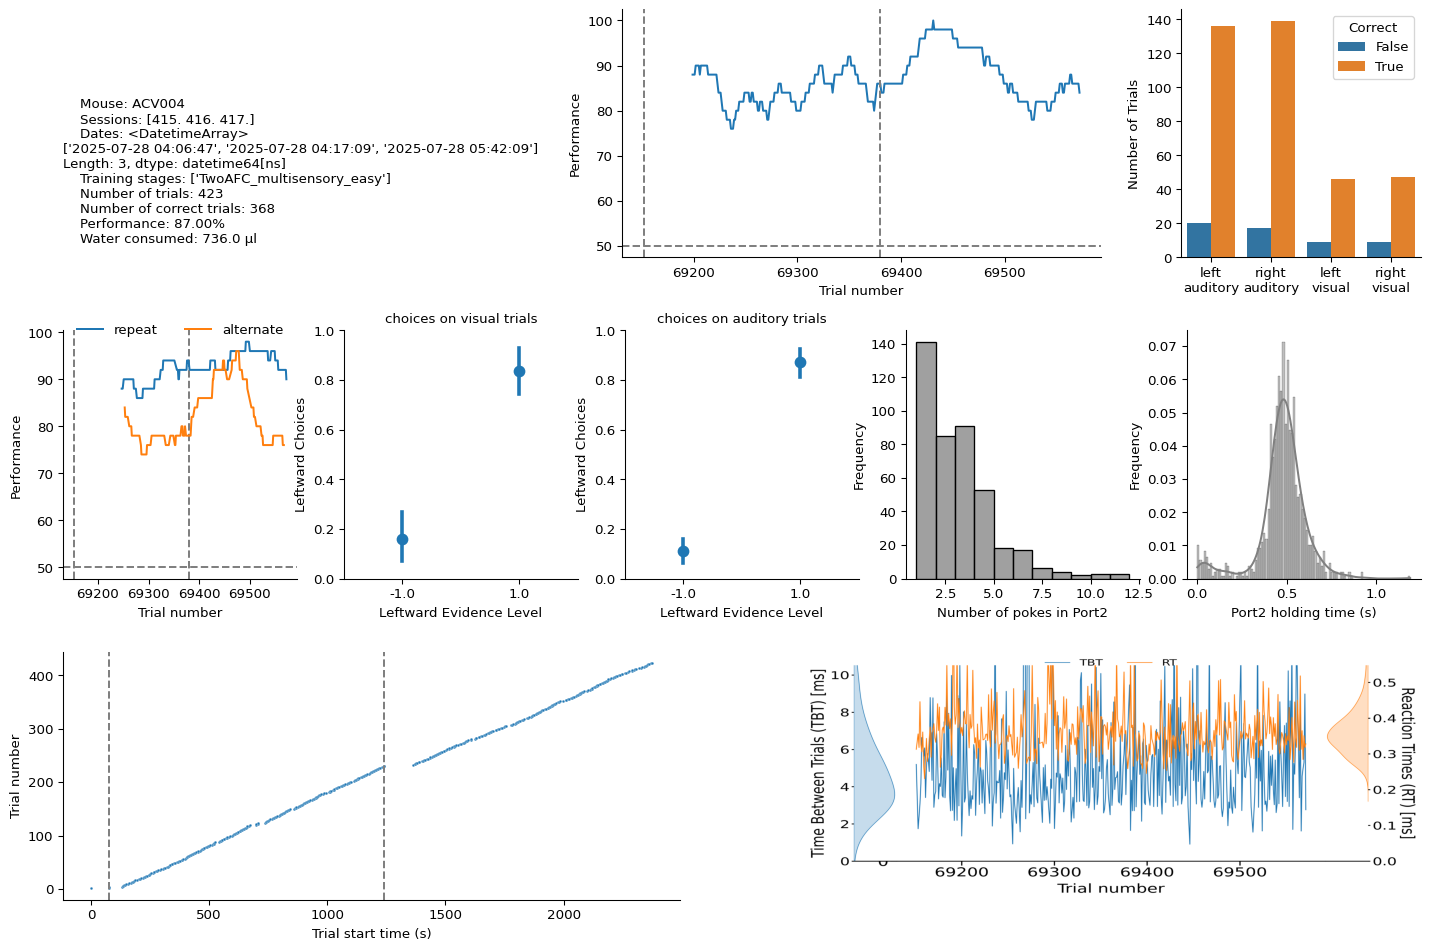 Mouse: ACV004
Sessions: [415. 416. 417.]
Dates: <DatetimeArray>
['2025-07-28 04:06:47', '2025-07-28 04:17:09', '2025-07-28 05:42:09']
Length: 3, dtype: datetime64[ns]
Training stages: ['TwoAFC_multisensory_easy']
Number of trials: 423
Number of correct trials: 368
Performance: 87.00%
Water consumed: 736.0 µl
Performance
100
90
80
70
60
50
69200 69300 69400 69500
Trial number
Number of Trials
140
120
100
80
60
40
20
0
Correct
False
True
left auditory
right auditory
left visual
right visual
repeat alternate
Performance
100
90
80
70
60
50
69200 69300 69400 69500
Trial number
choices on visual trials
Leftward Choices
1.0
0.8
0.6
0.4
0.2
0.0
-1.0 1.0
Leftward Evidence Level
choices on auditory trials
Leftward Choices
1.0
0.8
0.6
0.4
0.2
0.0
-1.0 1.0
Leftward Evidence Level
Frequency
140
120
100
80
60
40
20
0
2.5 5.0 7.5 10.0 12.5
Number of pokes in Port2
Frequency
0.07
0.06
0.05
0.04
0.03
0.02
0.01
0.00
0.0 0.5 1.0
Port2 holding time (s)
Trial number
400
300
200
100
0
0 500 1000 1500 2000
Trial start time (s)
TBT RT
Time Between Trials (TBT) [ms]
10
8
6
4
2
0
0
69200 69300 69400 69500
Trial number
0.5
0.4
0.3
0.2
0.1
0.0
Reaction Times (RT) [ms]